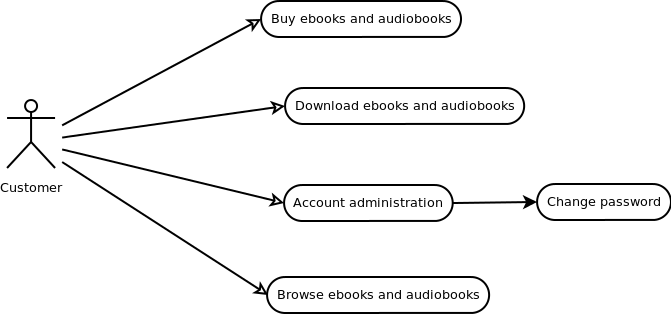 Buy ebooks and audiobooks
Download ebooks and audiobooks
Customer
Account administration
Change password
Browse ebooks and audiobooks